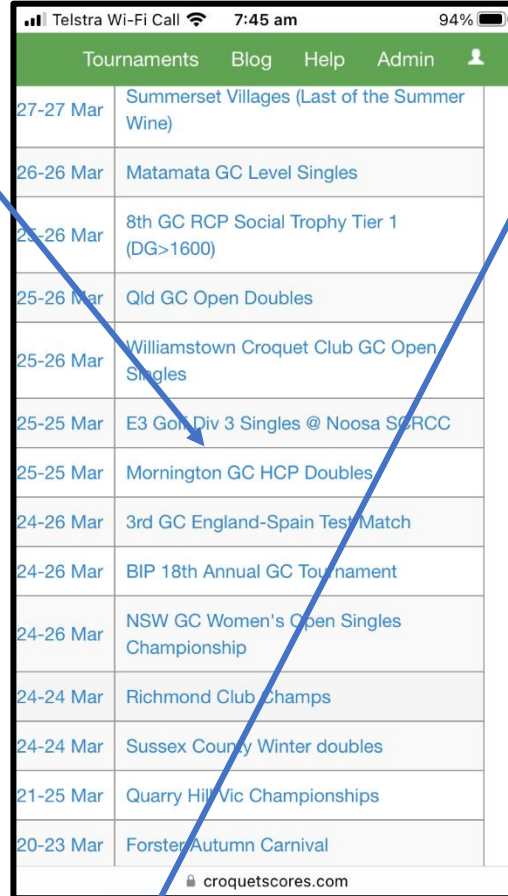 Telstra Wi-Fi Call 7:45 am 94%
Tournaments Blog Help Admin
27-27 Mar Summerset Villages (Last of the Summer
Wine)
26-26 Mar Matamata GC Level Singles
25-26 Mar 8th GC RCP Social Trophy Tier 1
(DG>1600)
25-26 Mar Qld GC Open Doubles
25-26 Mar Williamstown Croquet Club GC Open
Singles
25-25 Mar E3 Golf Div 3 Singles @ Noosa SCRCC
25-25 Mar Mornington GC HCP Doubles
24-26 Mar 3rd GC England-Spain Test Match
24-26 Mar BIP 18th Annual GC Tournament
24-26 Mar NSW GC Women's Open Singles
Championship
24-24 Mar Richmond Club Champs
24-24 Mar Sussex County Winter doubles
21-25 Mar Quarry Hill Vic Championships
20-23 Mar Forster Autumn Carnival
croquetscores.com